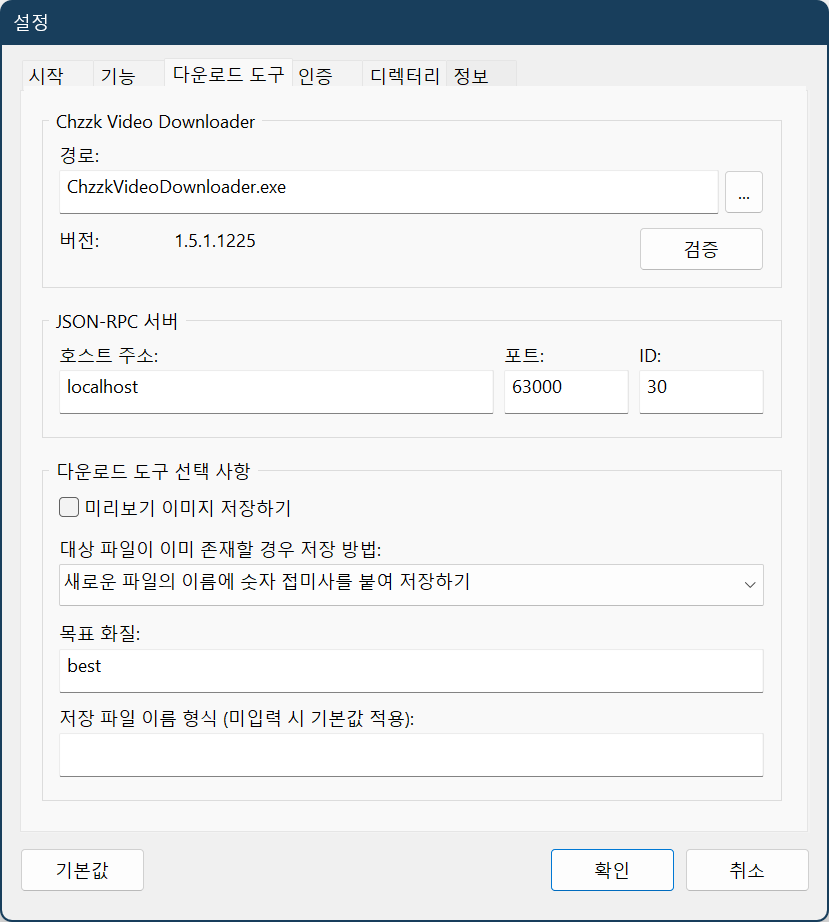 설정
시작 기능 다운로드 도구 인증 디렉터리 정보
Chzzk Video Downloader
경로:
ChzzkVideoDownloader.exe ...
버전: 1.5.1.1225 검증
JSON-RPC 서버
호스트 주소: 포트: ID:
localhost 63000 30
다운로드 도구 선택 사항
미리보기 이미지 저장하기
대상 파일이 이미 존재할 경우 저장 방법:
새로운 파일의 이름에 숫자 접미사를 붙여 저장하기
목표 화질:
best
저장 파일 이름 형식 (미입력 시 기본값 적용):
기본값 확인 취소